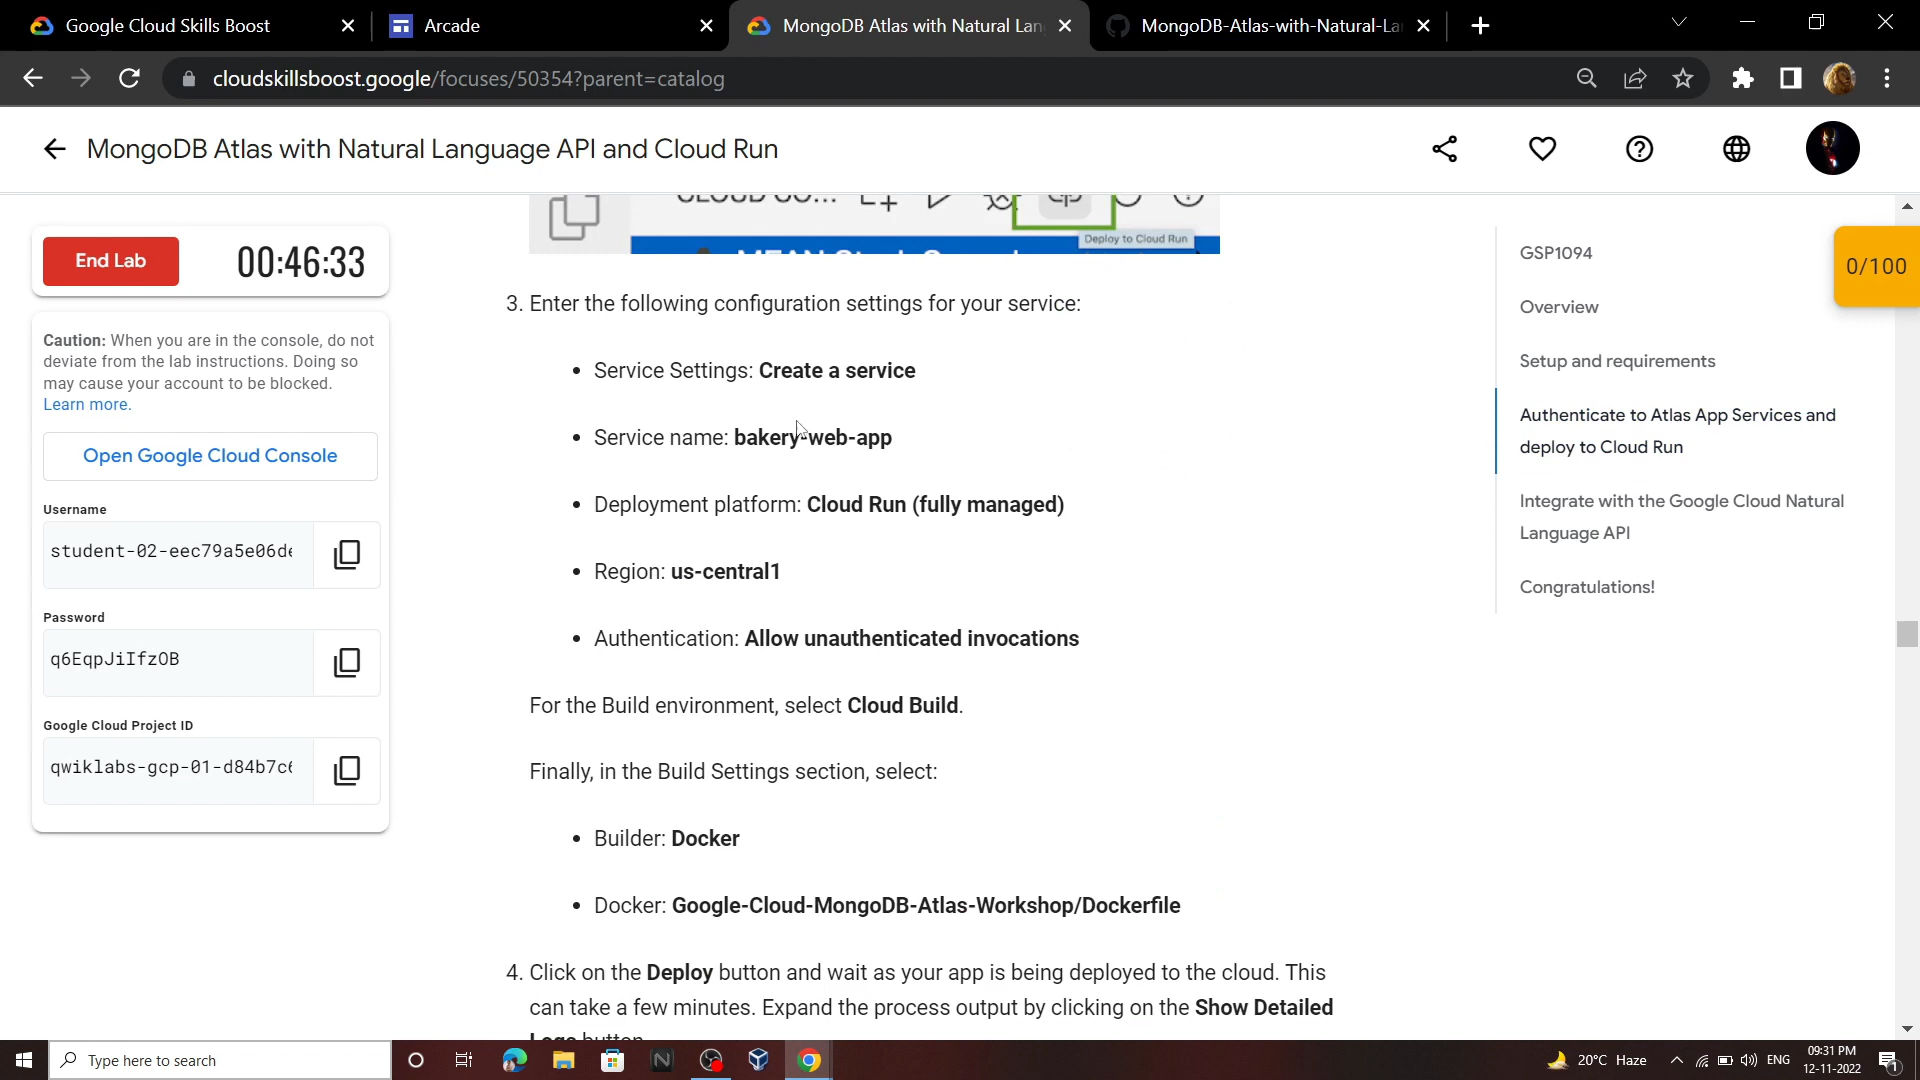 Google Cloud Skills Boost
Arcade
MongoDB Atlas with Natural Lan
MongoDB-Atlas-with-Natural-La
cloudskillsboost.google/focuses/50354?parent=catalog
MongoDB Atlas with Natural Language API and Cloud Run
End Lab
00:46:33
Caution: When you are in the console, do not
deviate from the lab instructions. Doing so
may cause your account to be blocked.
Learn more.
Open Google Cloud Console
Username
student-02-eec79a5e06de
Password
q6EqpJiIfzOB
Google Cloud Project ID
qwiklabs-gcp-01-d84b7c6
Deploy to Cloud Run
3. Enter the following configuration settings for your service:
• Service Settings: Create a service
• Service name: bakery-web-app
• Deployment platform: Cloud Run (fully managed)
• Region: us-central1
• Authentication: Allow unauthenticated invocations
For the Build environment, select Cloud Build.
Finally, in the Build Settings section, select:
• Builder: Docker
• Docker: Google-Cloud-MongoDB-Atlas-Workshop/Dockerfile
4. Click on the Deploy button and wait as your app is being deployed to the cloud. This
can take a few minutes. Expand the process output by clicking on the Show Detailed
Logs button
GSP1094
Overview
Setup and requirements
Authenticate to Atlas App Services and
deploy to Cloud Run
Integrate with the Google Cloud Natural
Language API
Congratulations!
0/100
Type here to search
20°C Haze
ENG
09:31 PM
12-11-2022
1